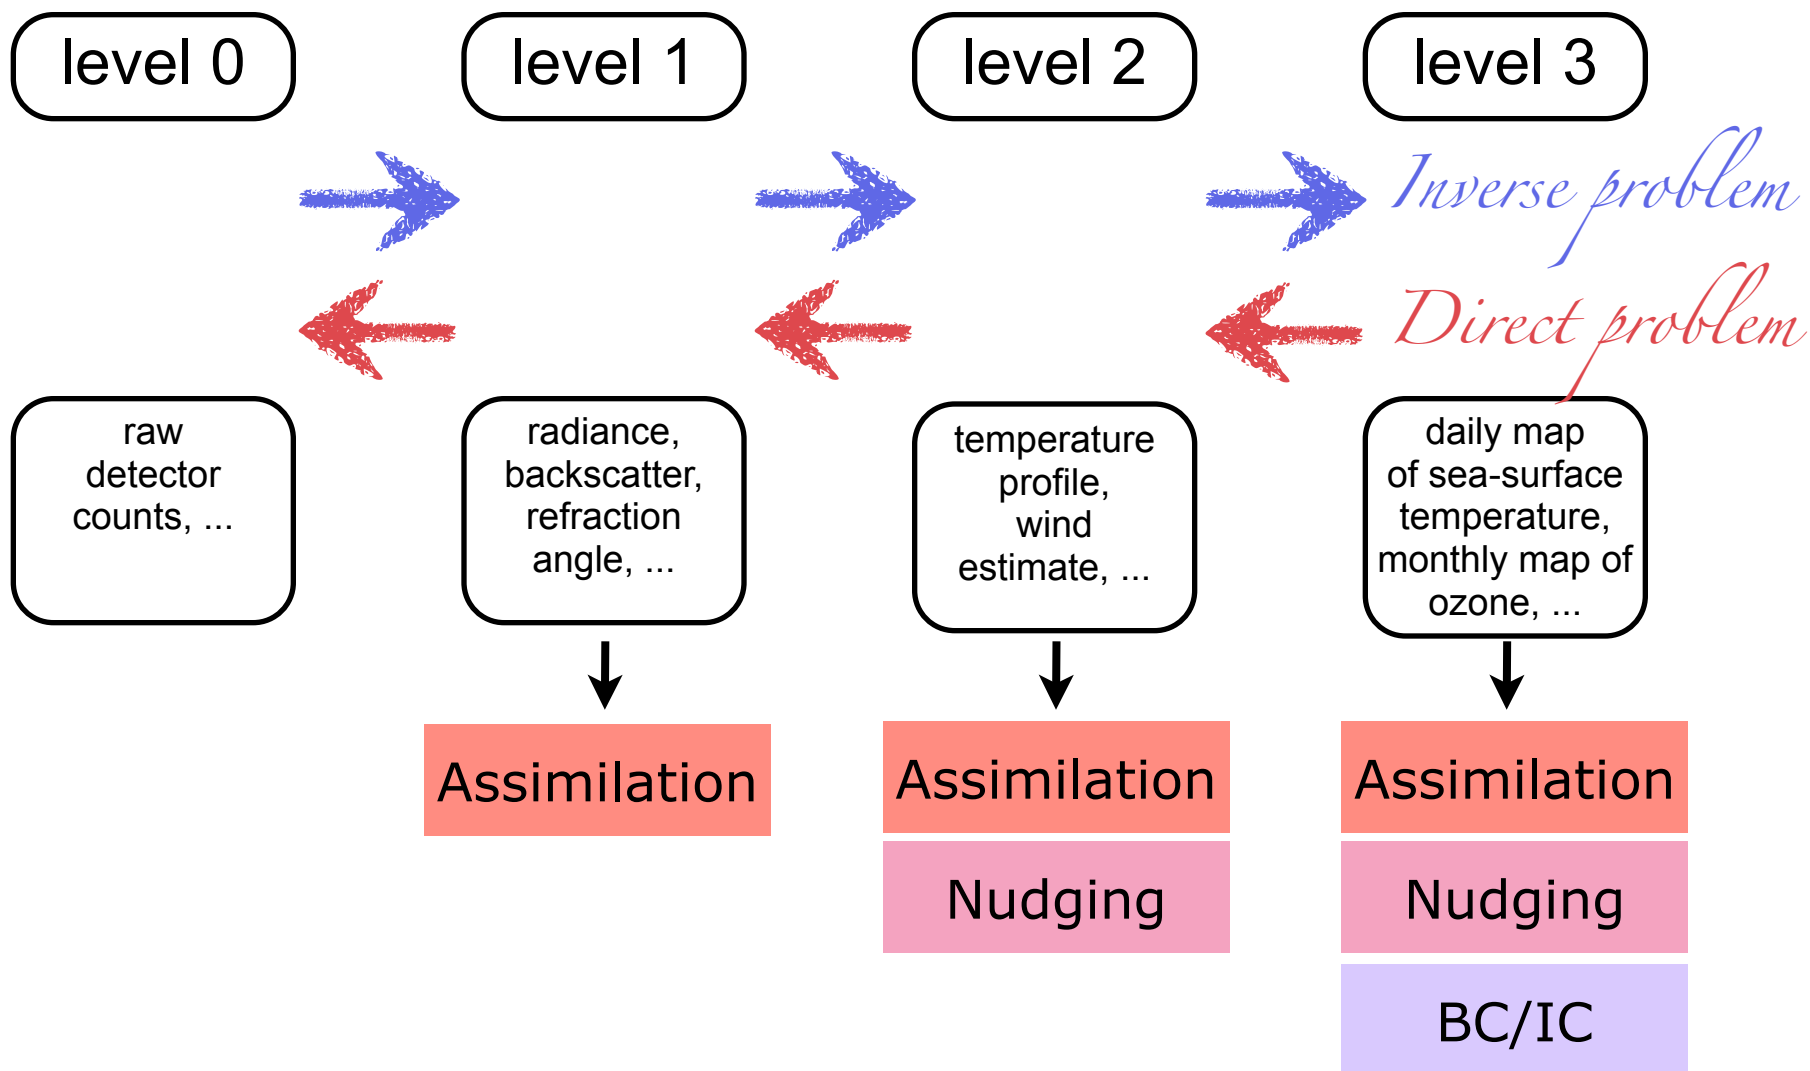 level 0
level 1
level 2
level 3
Inverse problem
Direct problem
raw
detector
counts, ...
radiance,
backscatter,
refraction
angle, ...
temperature
profile,
wind
estimate, ...
daily map
of sea-surface
temperature,
monthly map of
ozone, ...
Assimilation
Assimilation
Nudging
Assimilation
Nudging
BC/IC